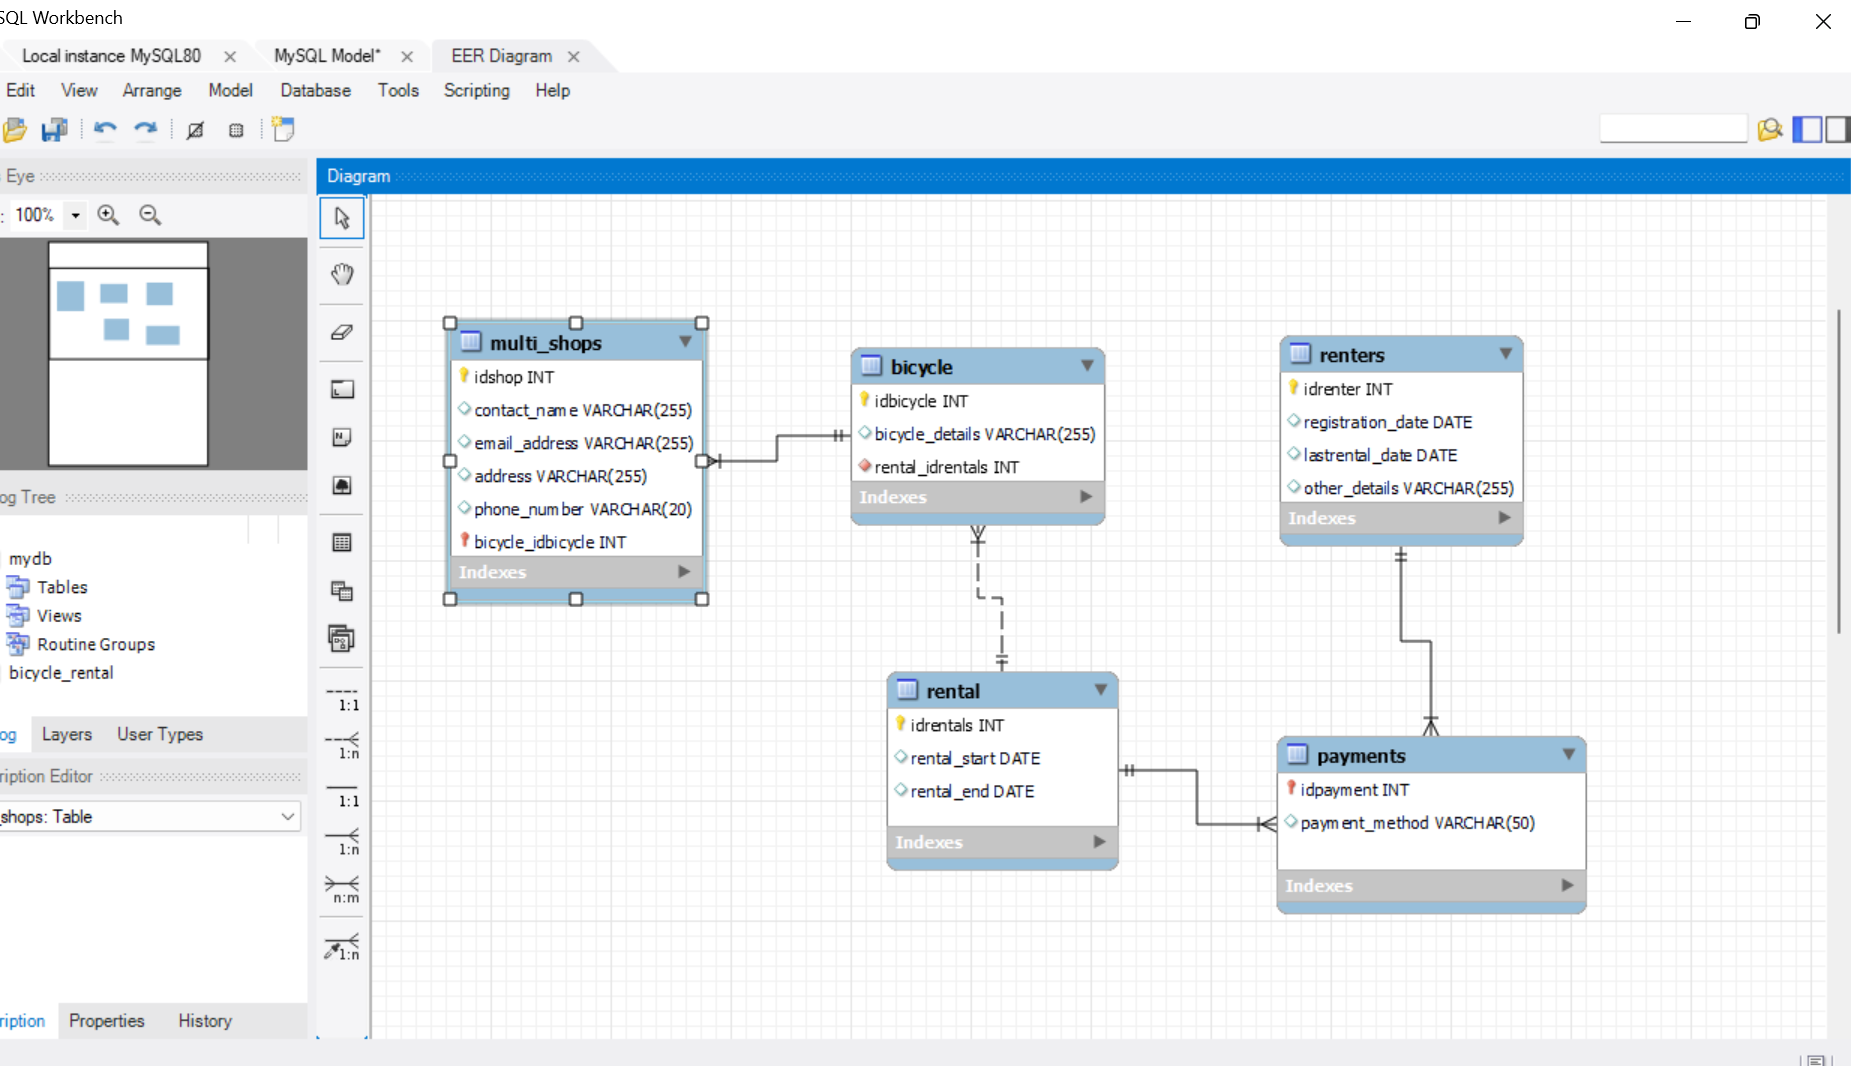 SQL Workbench
Local instance MySQL80
MySQL Model*
EER Diagram
Edit View Arrange Model Database Tools Scripting Help
Eye
Diagram
: 100%
multi_shops
idshop INT
contact_name VARCHAR(255)
email_address VARCHAR(255)
address VARCHAR(255)
phone_number VARCHAR(20)
bicycle_idbicycle INT
Indexes
bicycle
idbicycle INT
bicycle_details VARCHAR(255)
rental_idrentals INT
Indexes
renters
idrenter INT
registration_date DATE
lastrental_date DATE
other_details VARCHAR(255)
Indexes
rental
idrentals INT
rental_start DATE
rental_end DATE
Indexes
payments
idpayment INT
payment_method VARCHAR(50)
Indexes
og Tree
mydb
Tables
Views
Routine Groups
bicycle_rental
og Layers User Types
ription Editor
_shops: Table
ription Properties History
1:1
1:n
1:1
1:n
n:m
1:n